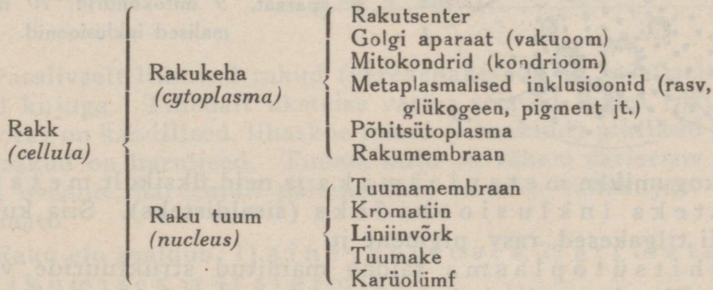 Rakk
(cellula)
Rakukeha
(cytoplasma)
Rakutsenter
Golgi aparaat (vakuoom)
Mitokondrid (kondrioom)
Metaplasmalised inklusioonid (rasv,
glükogeen, pigment jt.)
Põhitsütoplasma
Rakumembraan
Raku tuum
(nucleus)
Tuumamembraan
Kromatiin
Liniinvõrk
Tuumake
Karüolümf